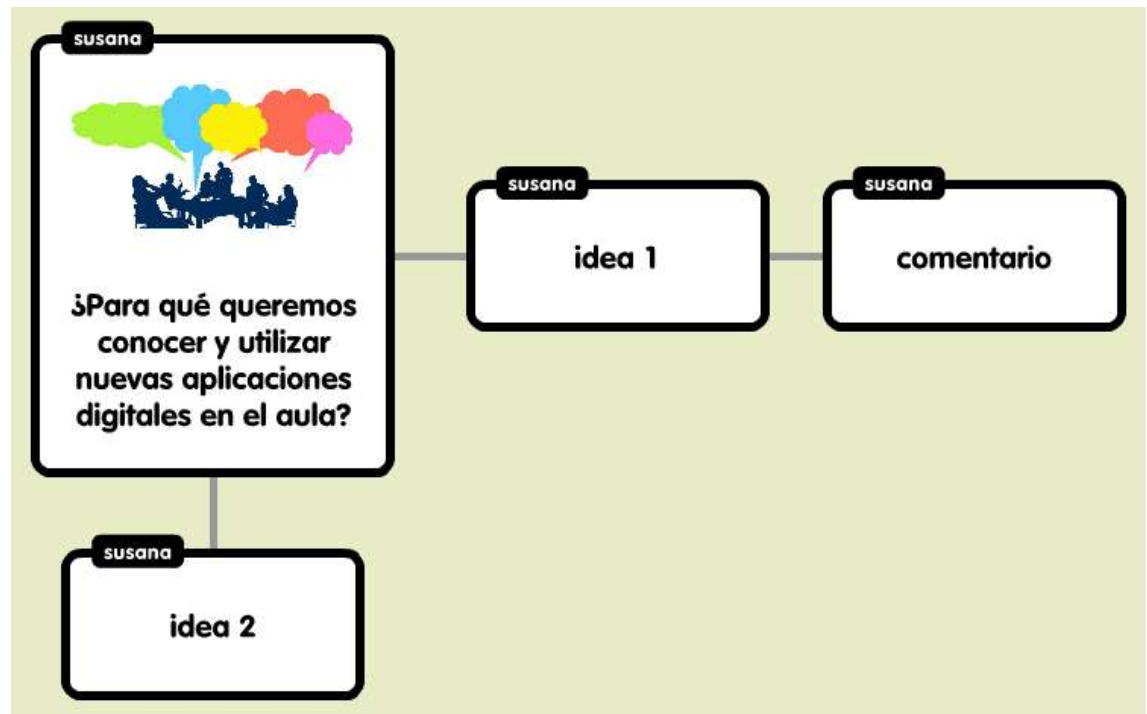 susana
¿Para qué queremos
conocer y utilizar
nuevas aplicaciones
digitales en el aula?
susana
idea 1
susana
comentario
susana
idea 2